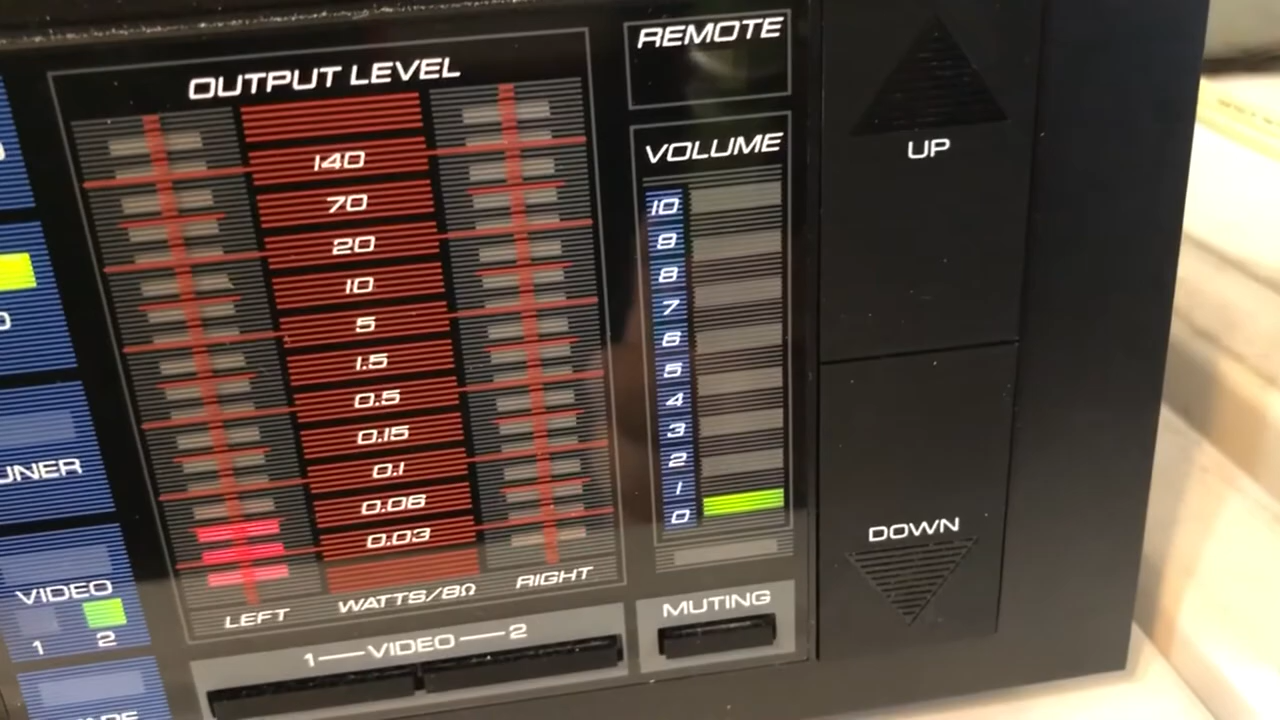 REMOTE
OUTPUT LEVEL
140
70
20
10
5
1.5
0.5
0.15
0.1
0.06
0.03
LEFT
WATTS/8Ω
RIGHT
VOLUME
10
9
8
7
6
5
4
3
2
1
0
UP
DOWN
MUTING
1—VIDEO—2
VIDEO
1 2